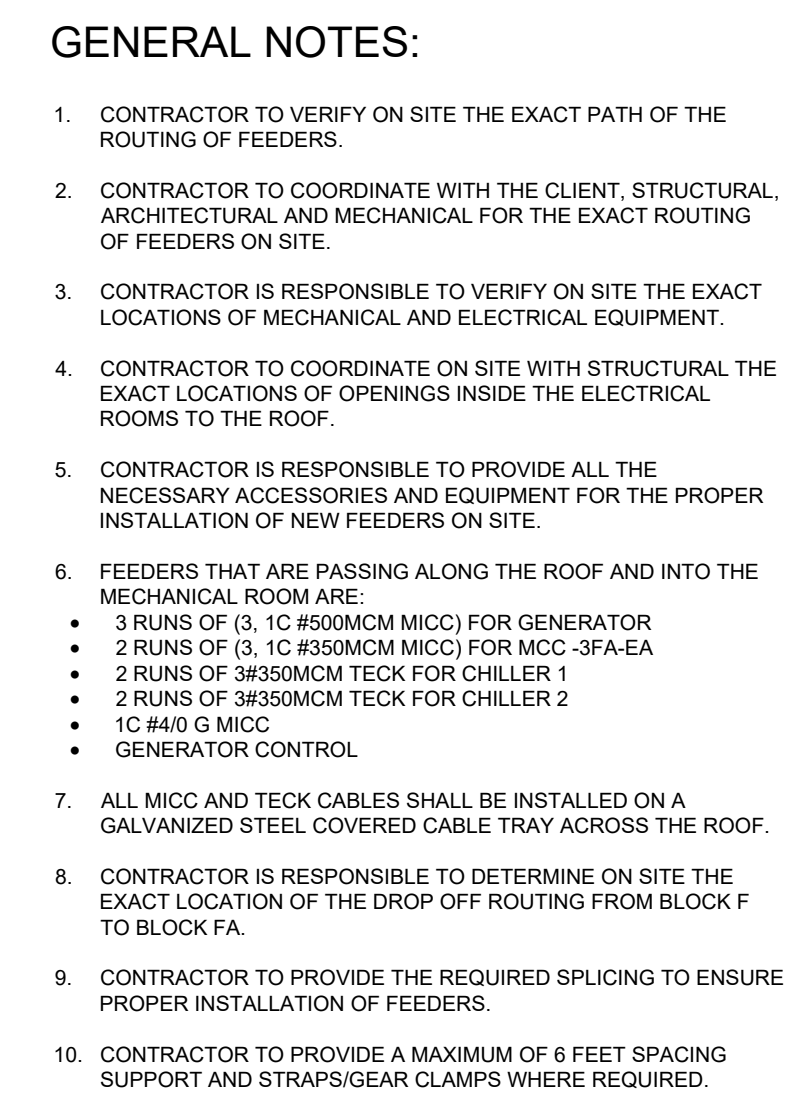 GENERAL NOTES:
1. CONTRACTOR TO VERIFY ON SITE THE EXACT PATH OF THE
ROUTING OF FEEDERS.
2. CONTRACTOR TO COORDINATE WITH THE CLIENT, STRUCTURAL,
ARCHITECTURAL AND MECHANICAL FOR THE EXACT ROUTING
OF FEEDERS ON SITE.
3. CONTRACTOR IS RESPONSIBLE TO VERIFY ON SITE THE EXACT
LOCATIONS OF MECHANICAL AND ELECTRICAL EQUIPMENT.
4. CONTRACTOR TO COORDINATE ON SITE WITH STRUCTURAL THE
EXACT LOCATIONS OF OPENINGS INSIDE THE ELECTRICAL
ROOMS TO THE ROOF.
5. CONTRACTOR IS RESPONSIBLE TO PROVIDE ALL THE
NECESSARY ACCESSORIES AND EQUIPMENT FOR THE PROPER
INSTALLATION OF NEW FEEDERS ON SITE.
6. FEEDERS THAT ARE PASSING ALONG THE ROOF AND INTO THE
MECHANICAL ROOM ARE:
• 3 RUNS OF (3, 1C #500MCM MICC) FOR GENERATOR
• 2 RUNS OF (3, 1C #350MCM MICC) FOR MCC -3FA-EA
• 2 RUNS OF 3#350MCM TECK FOR CHILLER 1
• 2 RUNS OF 3#350MCM TECK FOR CHILLER 2
• 1C #4/0 G MICC
• GENERATOR CONTROL
7. ALL MICC AND TECK CABLES SHALL BE INSTALLED ON A
GALVANIZED STEEL COVERED CABLE TRAY ACROSS THE ROOF.
8. CONTRACTOR IS RESPONSIBLE TO DETERMINE ON SITE THE
EXACT LOCATION OF THE DROP OFF ROUTING FROM BLOCK F
TO BLOCK FA.
9. CONTRACTOR TO PROVIDE THE REQUIRED SPLICING TO ENSURE
PROPER INSTALLATION OF FEEDERS.
10. CONTRACTOR TO PROVIDE A MAXIMUM OF 6 FEET SPACING
SUPPORT AND STRAPS/GEAR CLAMPS WHERE REQUIRED.